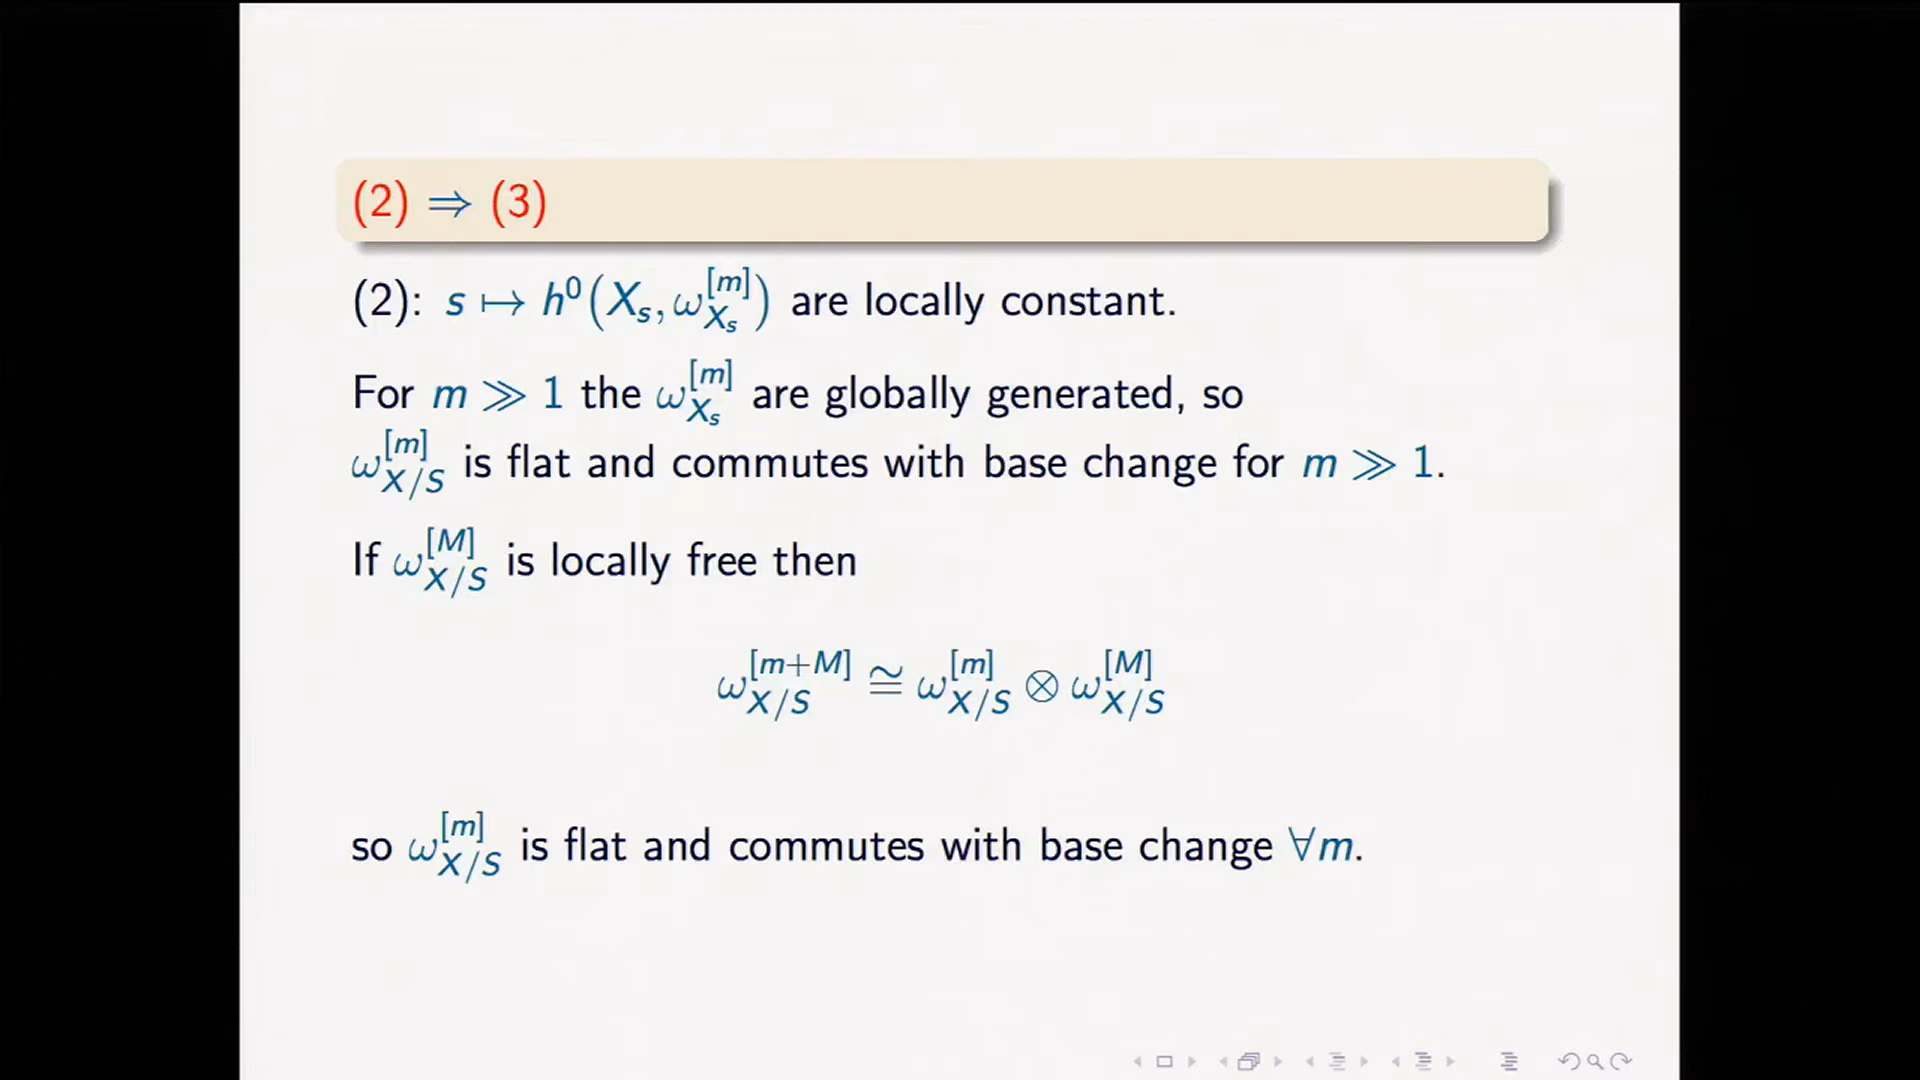 (2) ⇒ (3)
(2): s ↦ h⁰(X_s, ω_{X_s}^{[m]}) are locally constant.
For m ≫ 1 the ω_{X_s}^{[m]} are globally generated, so
ω_{X/S}^{[m]} is flat and commutes with base change for m ≫ 1.
If ω_{X/S}^{[M]} is locally free then
ω_{X/S}^{[m+M]} ≅ ω_{X/S}^{[m]} ⊗ ω_{X/S}^{[M]}
so ω_{X/S}^{[m]} is flat and commutes with base change ∀m.